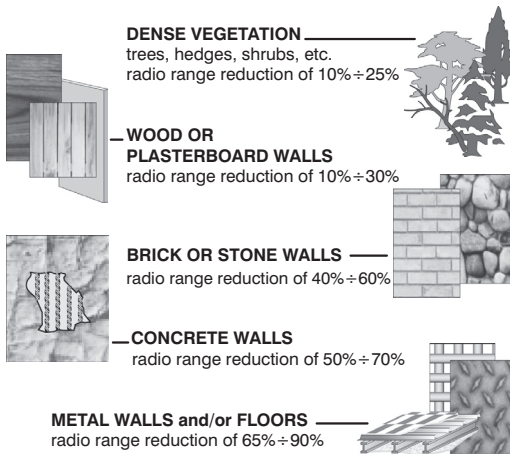 DENSE VEGETATION
trees, hedges, shrubs, etc.
radio range reduction of 10%÷25%
WOOD OR
PLASTERBOARD WALLS
radio range reduction of 10%÷30%
BRICK OR STONE WALLS
radio range reduction of 40%÷60%
CONCRETE WALLS
radio range reduction of 50%÷70%
METAL WALLS and/or FLOORS
radio range reduction of 65%÷90%